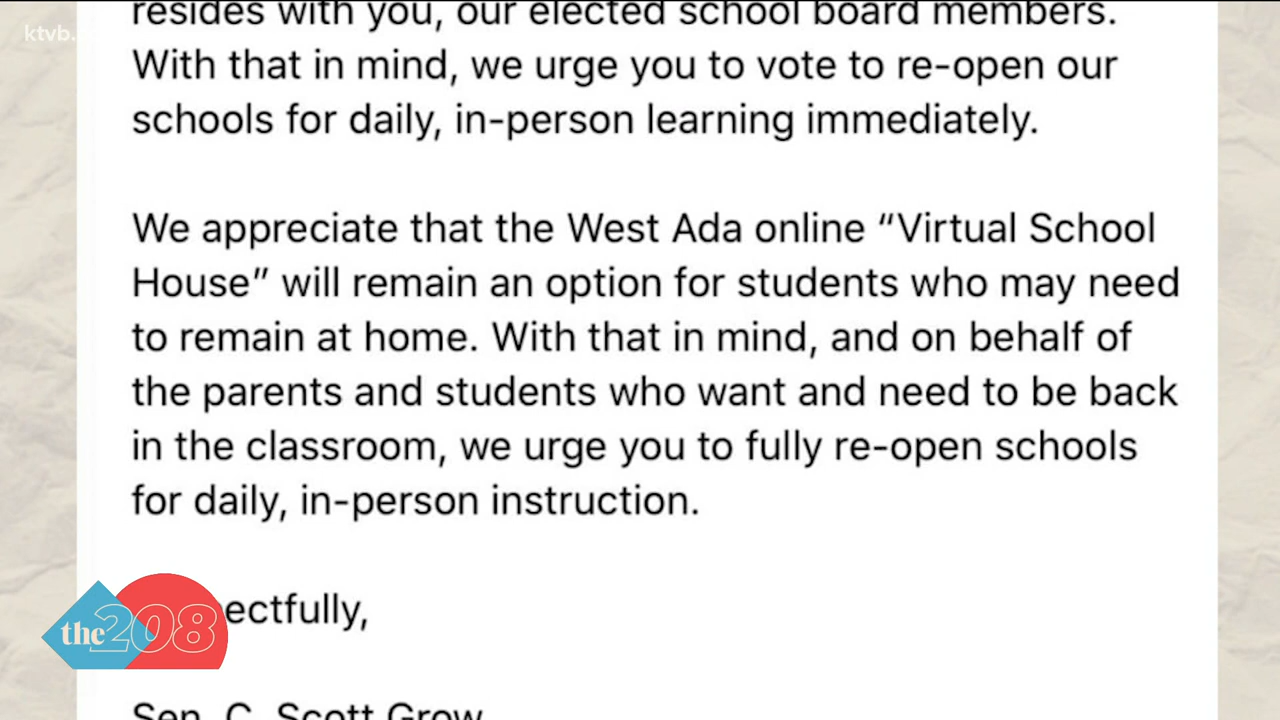 ktvb.
resides with you, our elected school board members.
With that in mind, we urge you to vote to re-open our
schools for daily, in-person learning immediately.
We appreciate that the West Ada online “Virtual School
House” will remain an option for students who may need
to remain at home. With that in mind, and on behalf of
the parents and students who want and need to be back
in the classroom, we urge you to fully re-open schools
for daily, in-person instruction.
ectfully,
the 208
Sen. C. Scott Grow